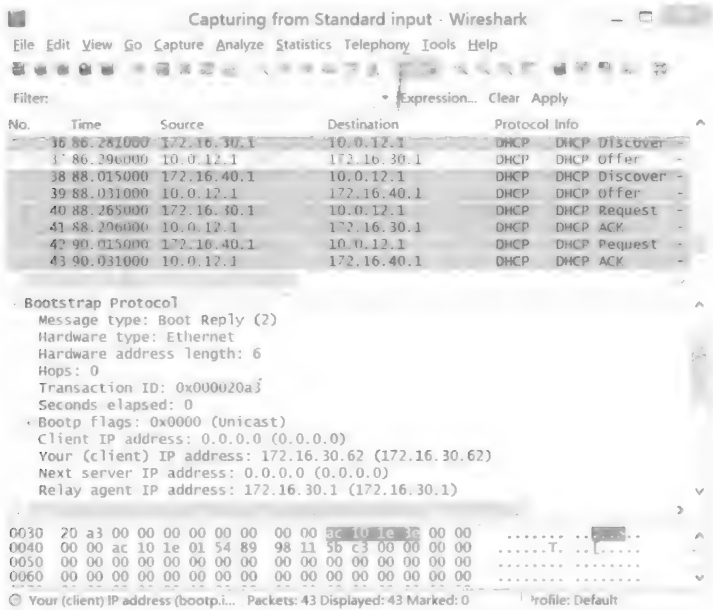 Capturing from Standard input - Wireshark
File Edit View Go Capture Analyze Statistics Telephony Tools Help
Filter: Expression... Clear Apply
No. Time Source Destination Protocol Info
36 86.281000 172.16.30.1 10.0.12.1 DHCP DHCP Discover -
37 86.296000 10.0.12.1 172.16.30.1 DHCP DHCP Offer -
38 88.015000 172.16.40.1 10.0.12.1 DHCP DHCP Discover -
39 88.031000 10.0.12.1 172.16.40.1 DHCP DHCP Offer -
40 88.265000 172.16.30.1 10.0.12.1 DHCP DHCP Request -
41 88.296000 10.0.12.1 172.16.30.1 DHCP DHCP ACK -
42 90.015000 172.16.40.1 10.0.12.1 DHCP DHCP Request -
43 90.031000 10.0.12.1 172.16.40.1 DHCP DHCP ACK -
Bootstrap Protocol
Message type: Boot Reply (2)
Hardware type: Ethernet
Hardware address length: 6
Hops: 0
Transaction ID: 0x000020a3
Seconds elapsed: 0
Bootp flags: 0x0000 (Unicast)
Client IP address: 0.0.0.0 (0.0.0.0)
Your (client) IP address: 172.16.30.62 (172.16.30.62)
Next server IP address: 0.0.0.0 (0.0.0.0)
Relay agent IP address: 172.16.30.1 (172.16.30.1)
0030 20 a3 00 00 00 00 00 00 00 00 ac 10 1e 3e 00 00
0040 00 00 ac 10 1e 01 54 89 98 11 5b c3 00 00 00 00 ......T. ..[.....
0050 00 00 00 00 00 00 00 00 00 00 00 00 00 00 00 00 ........ ........
0060 00 00 00 00 00 00 00 00 00 00 00 00 00 00 00 00
Your (client) IP address (bootp.i... Packets: 43 Displayed: 43 Marked: 0 Profile: Default